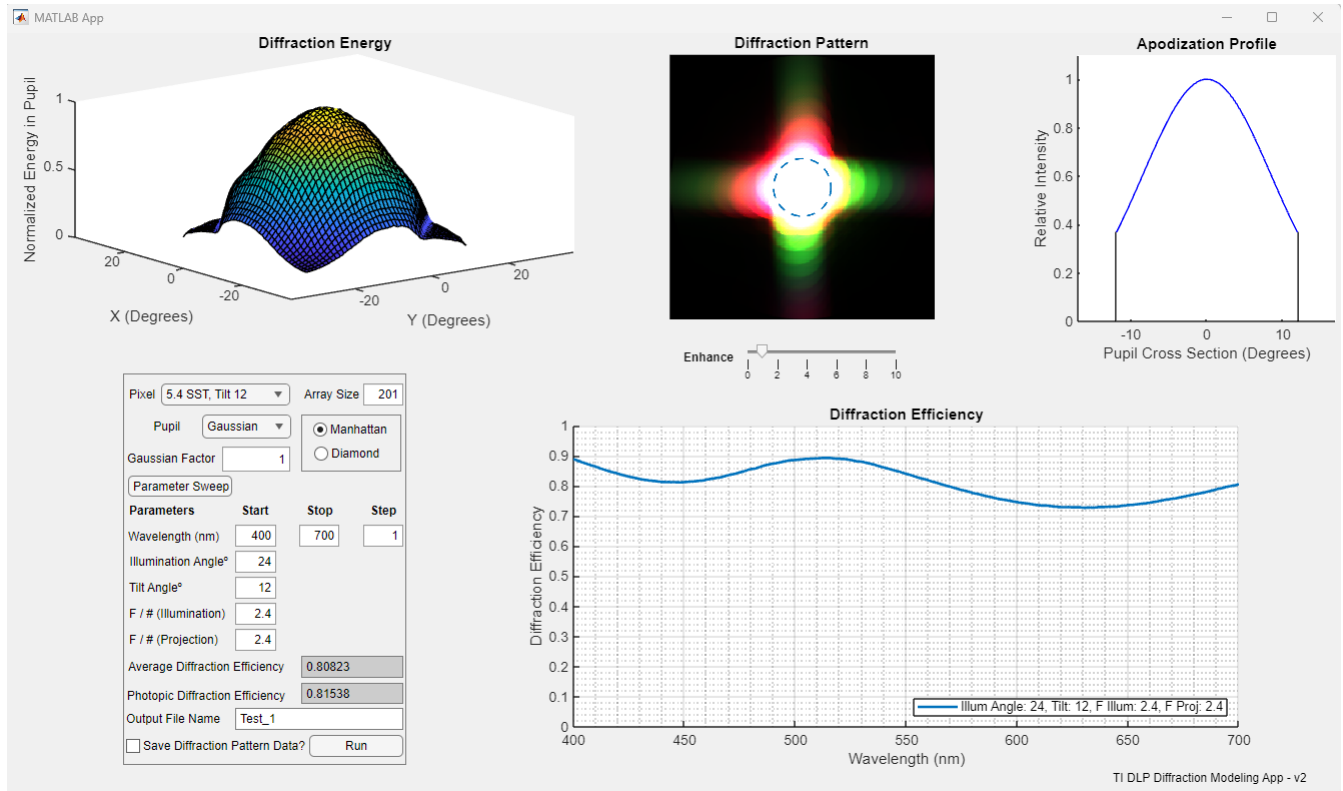 MATLAB App
Diffraction Energy
Normalized Energy in Pupil
1
0.5
0
20
0
-20
X (Degrees)
-20
0
20
Y (Degrees)
Diffraction Pattern
Enhance
0 2 4 6 8 10
Apodization Profile
Relative Intensity
1
0.8
0.6
0.4
0.2
0
-10 0 10
Pupil Cross Section (Degrees)
Pixel 5.4 SST, Tilt 12 Array Size 201
Pupil Gaussian
Manhattan
Diamond
Gaussian Factor 1
Parameter Sweep
Parameters Start Stop Step
Wavelength (nm) 400 700 1
Illumination Angleº 24
Tilt Angleº 12
F / # (Illumination) 2.4
F / # (Projection) 2.4
Average Diffraction Efficiency 0.80823
Photopic Diffraction Efficiency 0.81538
Output File Name Test_1
Save Diffraction Pattern Data? Run
Diffraction Efficiency
Diffraction Efficiency
1
0.9
0.8
0.7
0.6
0.5
0.4
0.3
0.2
0.1
0
Illum Angle: 24, Tilt: 12, F Illum: 2.4, F Proj: 2.4
400 450 500 550 600 650 700
Wavelength (nm)
TI DLP Diffraction Modeling App - v2